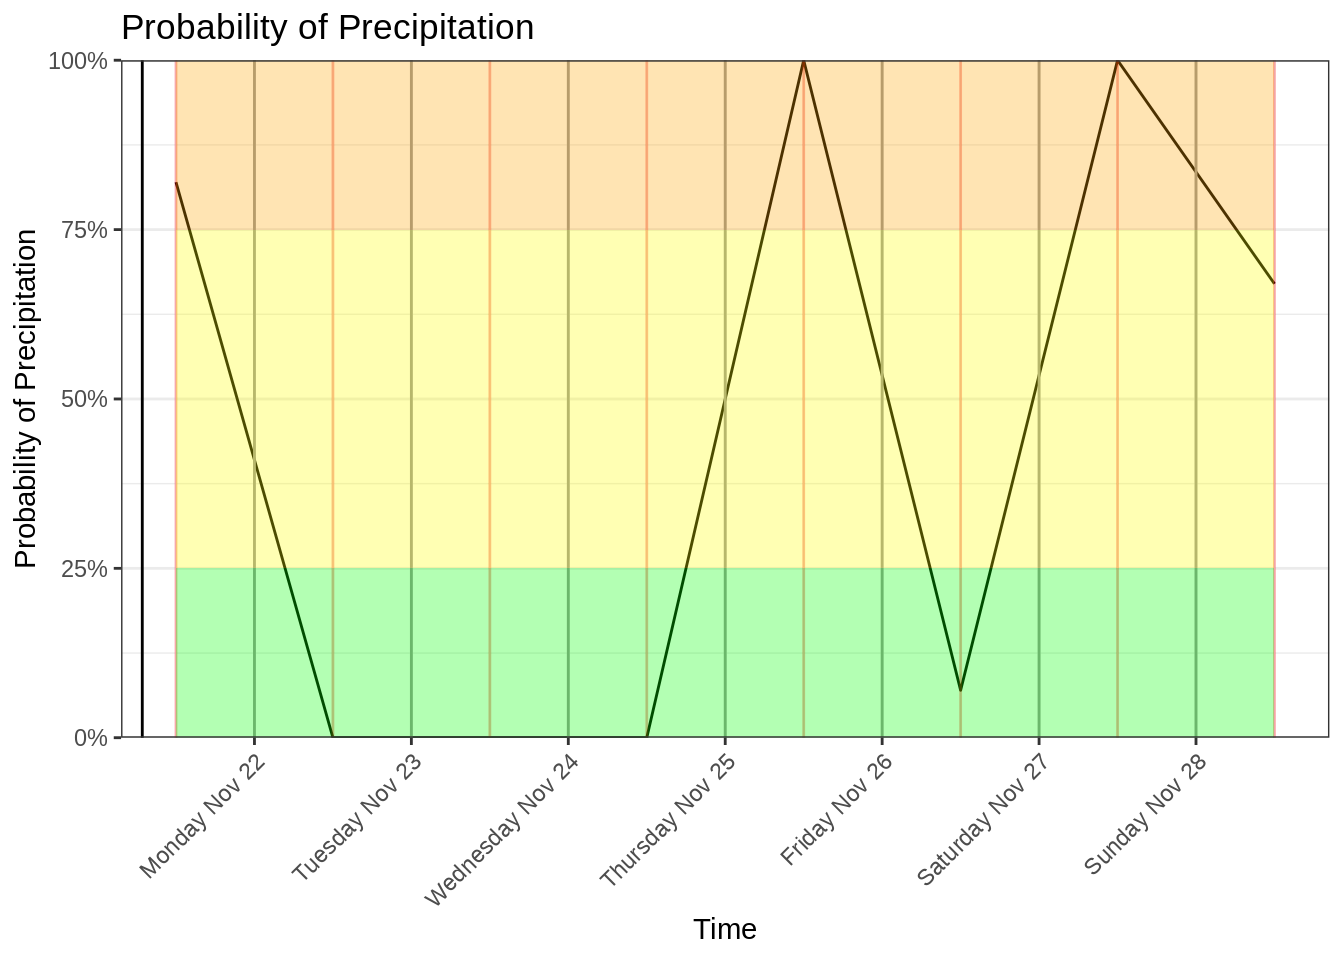 Probability of Precipitation
Probability of Precipitation
100%
75%
50%
25%
0%
Monday Nov 22
Tuesday Nov 23
Wednesday Nov 24
Thursday Nov 25
Friday Nov 26
Saturday Nov 27
Sunday Nov 28
Time